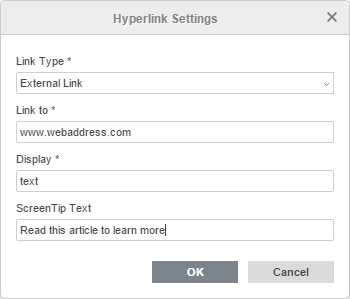 Hyperlink Settings
Link Type *
External Link
Link to *
www.webaddress.com
Display *
text
ScreenTip Text
Read this article to learn more
OK Cancel